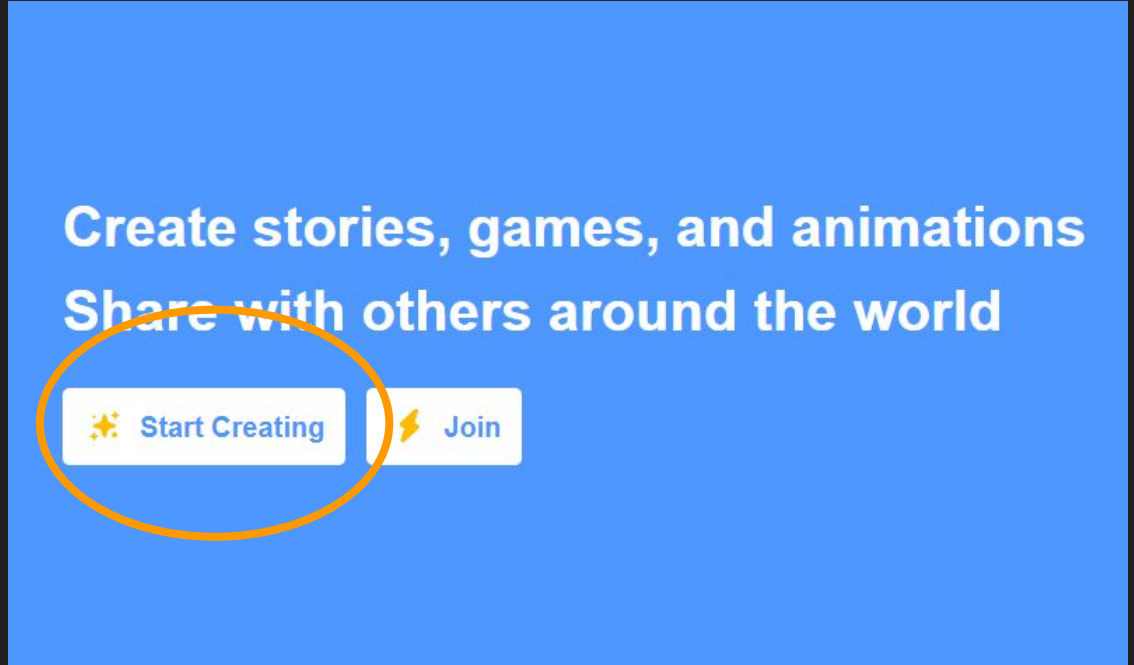 Create stories, games, and animations
Share with others around the world
Start Creating
Join